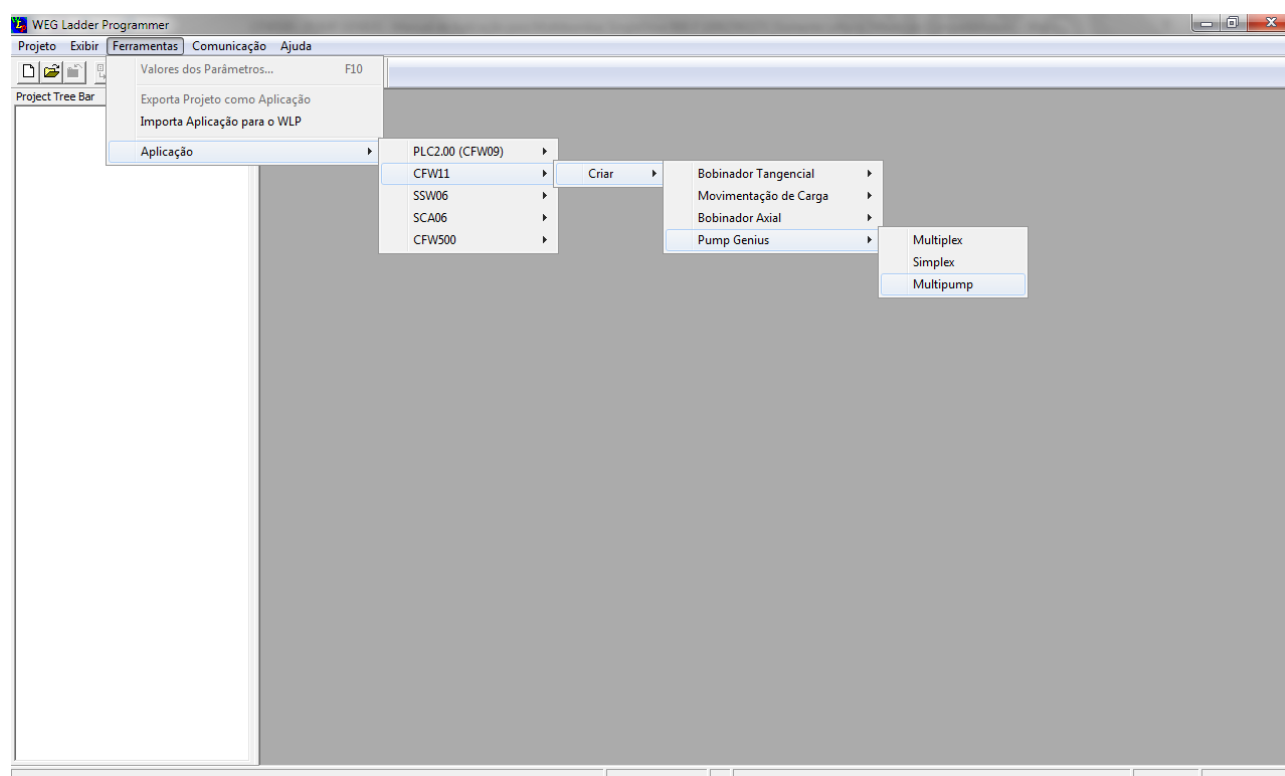 WEG Ladder Programmer
Projeto Exibir Ferramentas Comunicação Ajuda
Project Tree Bar
Valores dos Parâmetros... F10
Exporta Projeto como Aplicação
Importa Aplicação para o WLP
Aplicação
PLC2.00 (CFW09)
CFW11
SSW06
SCA06
CFW500
Criar
Bobinador Tangencial
Movimentação de Carga
Bobinador Axial
Pump Genius
Multiplex
Simplex
Multipump